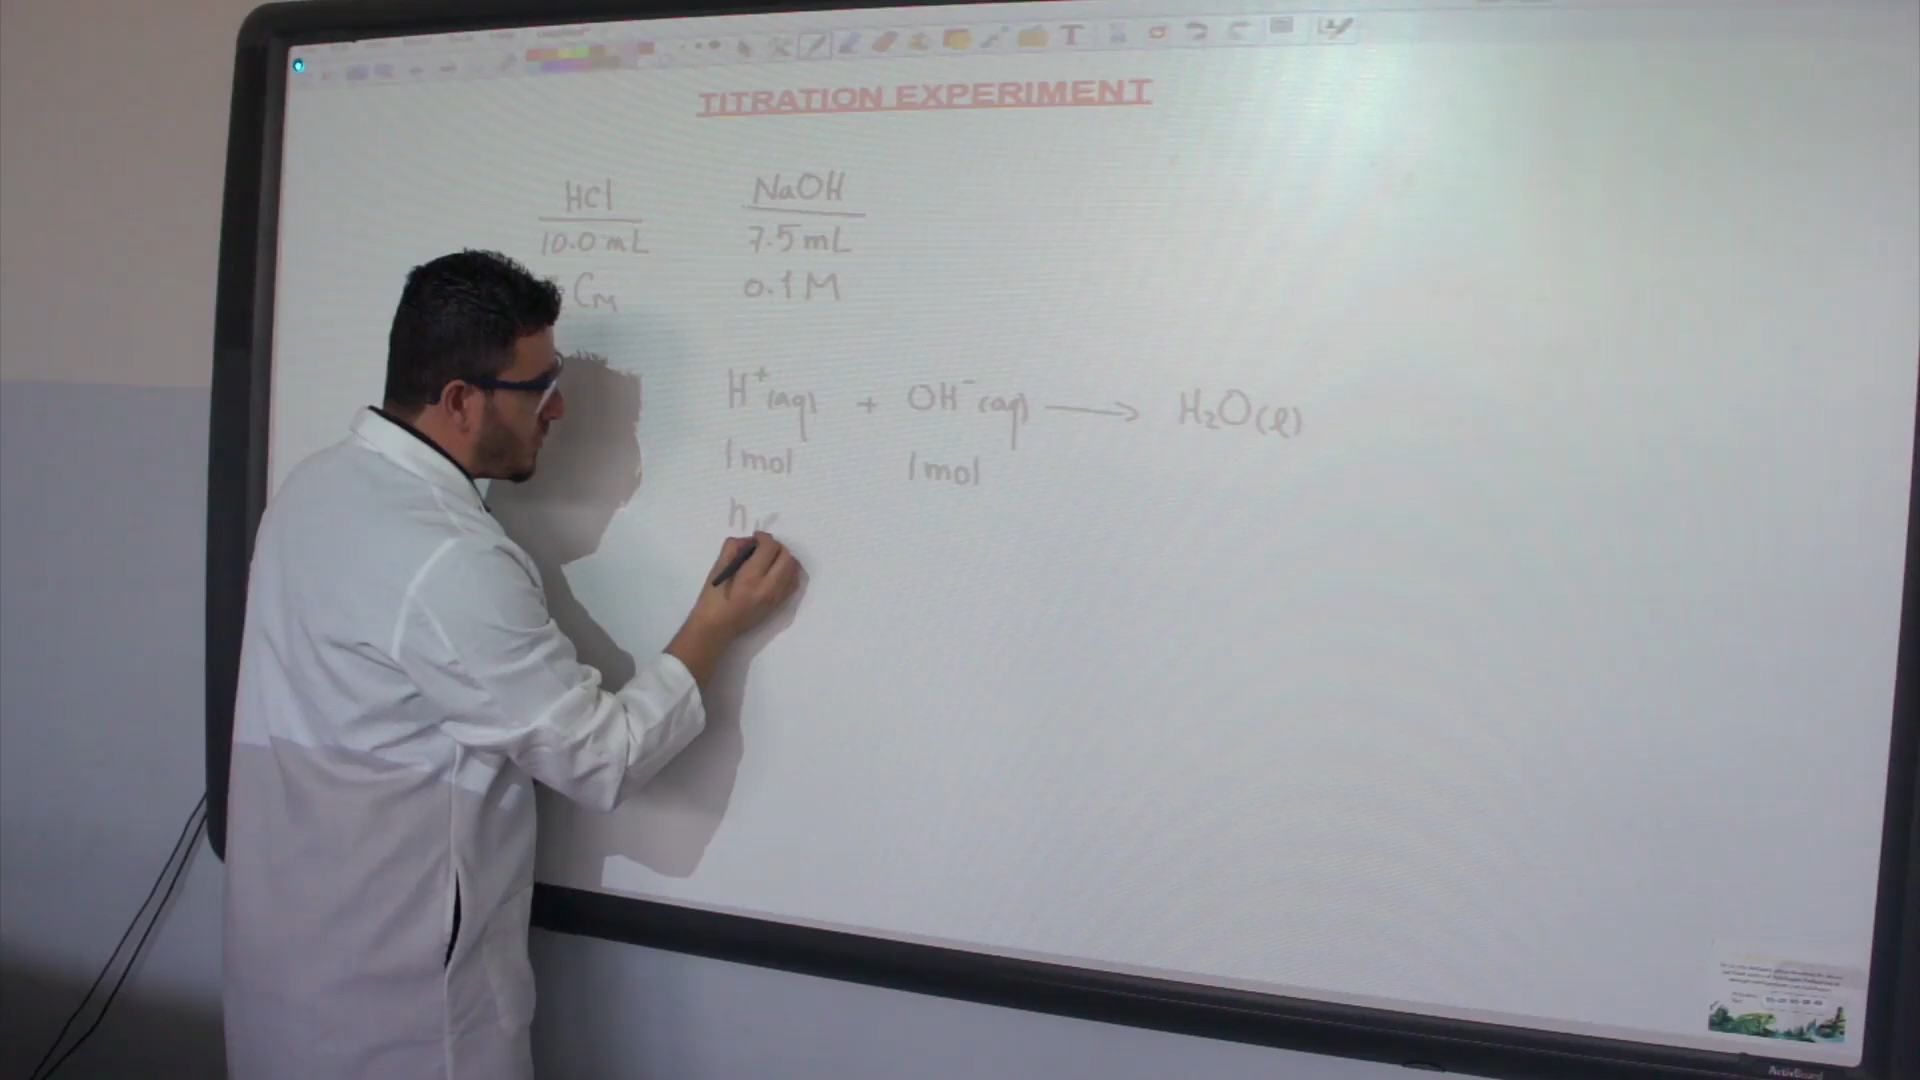 TITRATION EXPERIMENT
HCl NaOH
10.0 mL 7.5 mL
CM 0.1 M
H⁺(aq) + OH⁻(aq) ⟶ H₂O(l)
1 mol 1 mol
n
ActivBoard